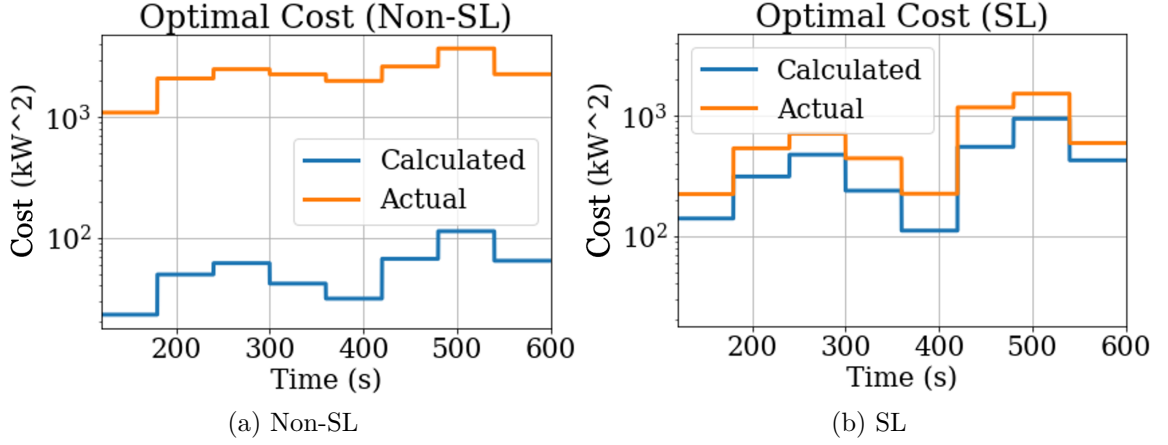 Optimal Cost (Non-SL)
Cost (kW^2)
10^3
10^2
Calculated
Actual
200 300 400 500 600
Time (s)
(a) Non-SL
Optimal Cost (SL)
Cost (kW^2)
10^3
10^2
Calculated
Actual
200 300 400 500 600
Time (s)
(b) SL